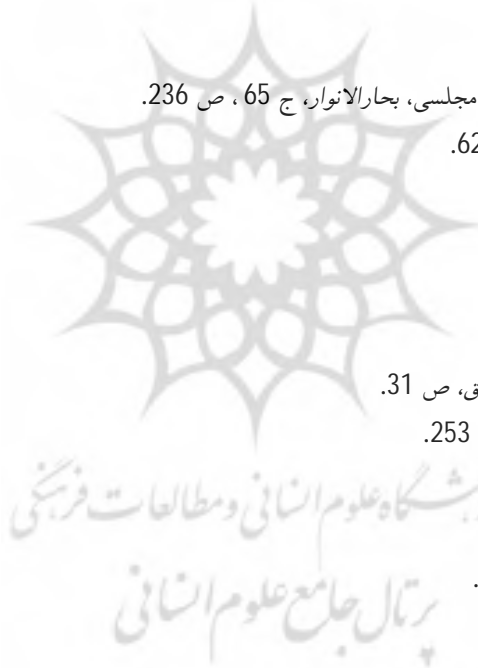 مجلسی، بحارالانوار، ج 65 ، ص 236.
62.
ق، ص 31.
253.
شگاه علوم انسانی و مطالعات فرهنگی
.
پرتال جامع علوم انسانی